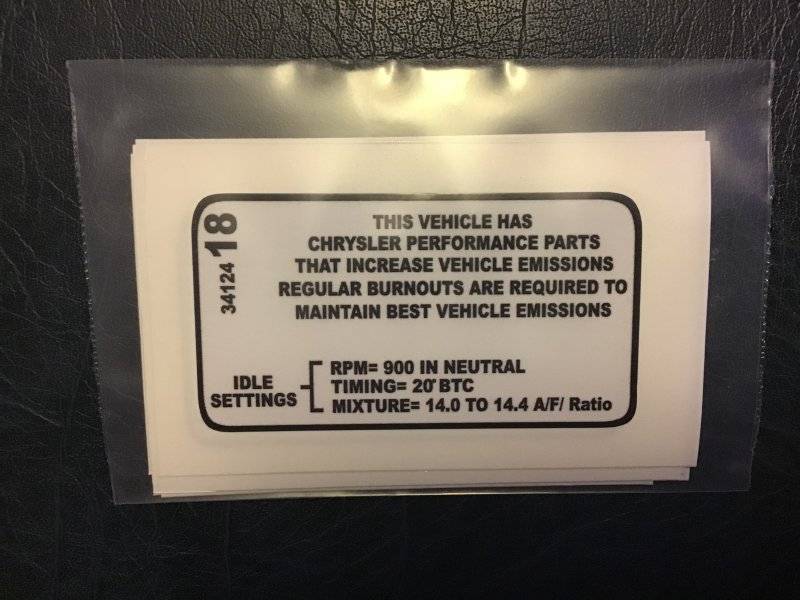 34124 18
THIS VEHICLE HAS
CHRYSLER PERFORMANCE PARTS
THAT INCREASE VEHICLE EMISSIONS
REGULAR BURNOUTS ARE REQUIRED TO
MAINTAIN BEST VEHICLE EMISSIONS
IDLE
SETTINGS
RPM= 900 IN NEUTRAL
TIMING= 20° BTC
MIXTURE= 14.0 TO 14.4 A/F/ Ratio